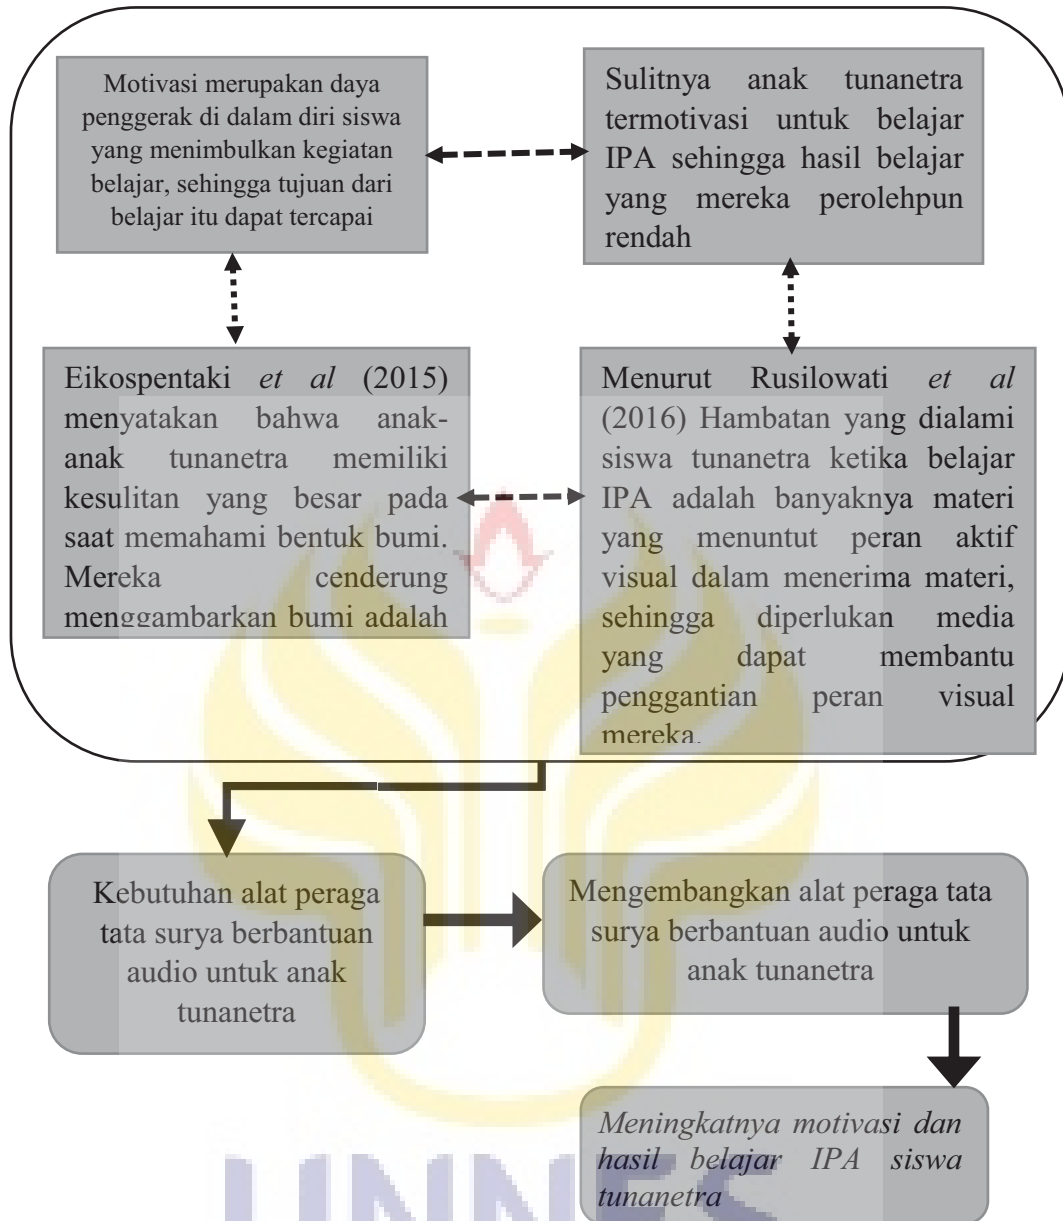 Motivasi merupakan daya
penggerak di dalam diri siswa
yang menimbulkan kegiatan
belajar, sehingga tujuan dari
belajar itu dapat tercapai
Sulitnya anak tunanetra
termotivasi untuk belajar
IPA sehingga hasil belajar
yang mereka perolehpun
rendah
Eikospentaki et al (2015)
menyatakan bahwa anak-
anak tunanetra memiliki
kesulitan yang besar pada
saat memahami bentuk bumi.
Mereka cenderung
menggambarkan bumi adalah
Menurut Rusilowati et al
(2016) Hambatan yang dialami
siswa tunanetra ketika belajar
IPA adalah banyaknya materi
yang menuntut peran aktif
visual dalam menerima materi,
sehingga diperlukan media
yang dapat membantu
penggantian peran visual
mereka.
Kebutuhan alat peraga
tata surya berbantuan
audio untuk anak
tunanetra
Mengembangkan alat peraga tata
surya berbantuan audio untuk
anak tunanetra
Meningkatnya motivasi dan
hasil belajar IPA siswa
tunanetra
UNNES